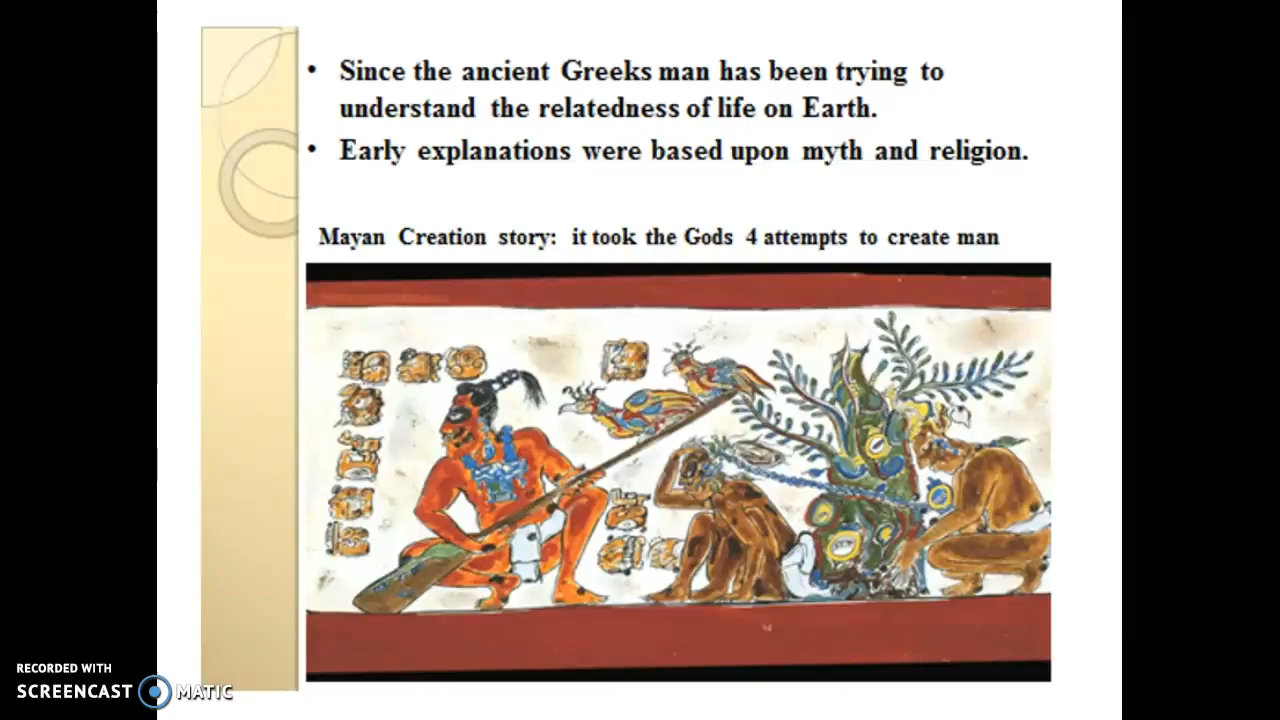 • Since the ancient Greeks man has been trying to
understand the relatedness of life on Earth.
• Early explanations were based upon myth and religion.
Mayan Creation story: it took the Gods 4 attempts to create man
RECORDED WITH
SCREENCAST MATIC